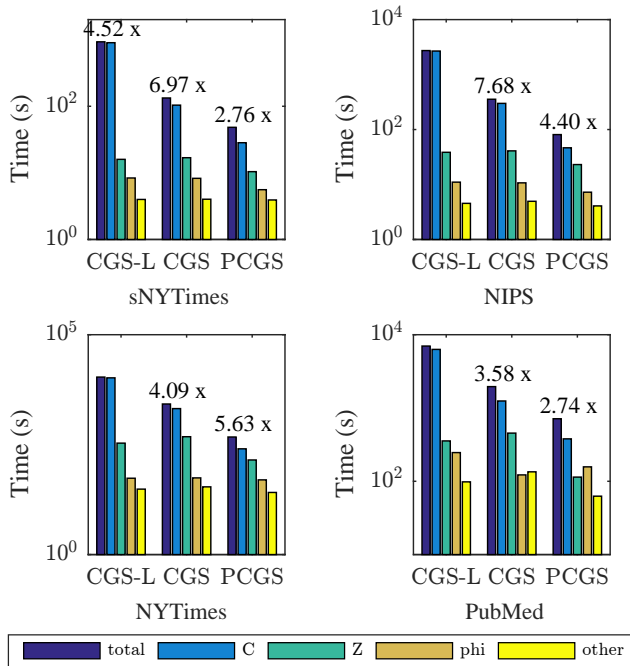 4.52 x
6.97 x
2.76 x
10^2
10^0
Time (s)
CGS-L CGS PCGS
sNYTimes
10^4
7.68 x
4.40 x
10^2
10^0
Time (s)
CGS-L CGS PCGS
NIPS
10^5
4.09 x
5.63 x
10^0
Time (s)
CGS-L CGS PCGS
NYTimes
10^4
3.58 x
2.74 x
10^2
Time (s)
CGS-L CGS PCGS
PubMed
total C Z phi other